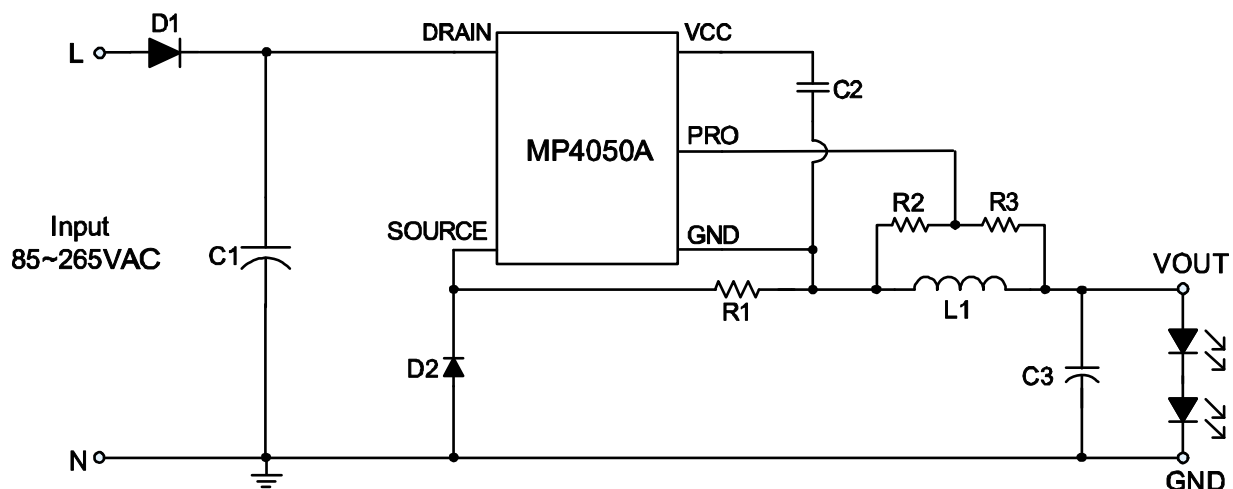 D1
L
DRAIN
VCC
C2
MP4050A
PRO
R2
R3
Input
85~265VAC
C1
SOURCE
GND
VOUT
R1
L1
D2
C3
N
GND